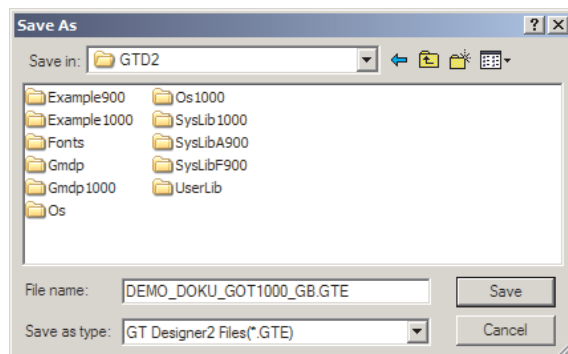 Save As
Save in: GTD2
Example900
Example1000
Fonts
Gmdp
Gmdp1000
Os
Os1000
SysLib1000
SysLibA900
SysLibF900
UserLib
File name: DEMO_DOKU_GOT1000_GB.GTE Save
Save as type: GT Designer2 Files(*.GTE) Cancel